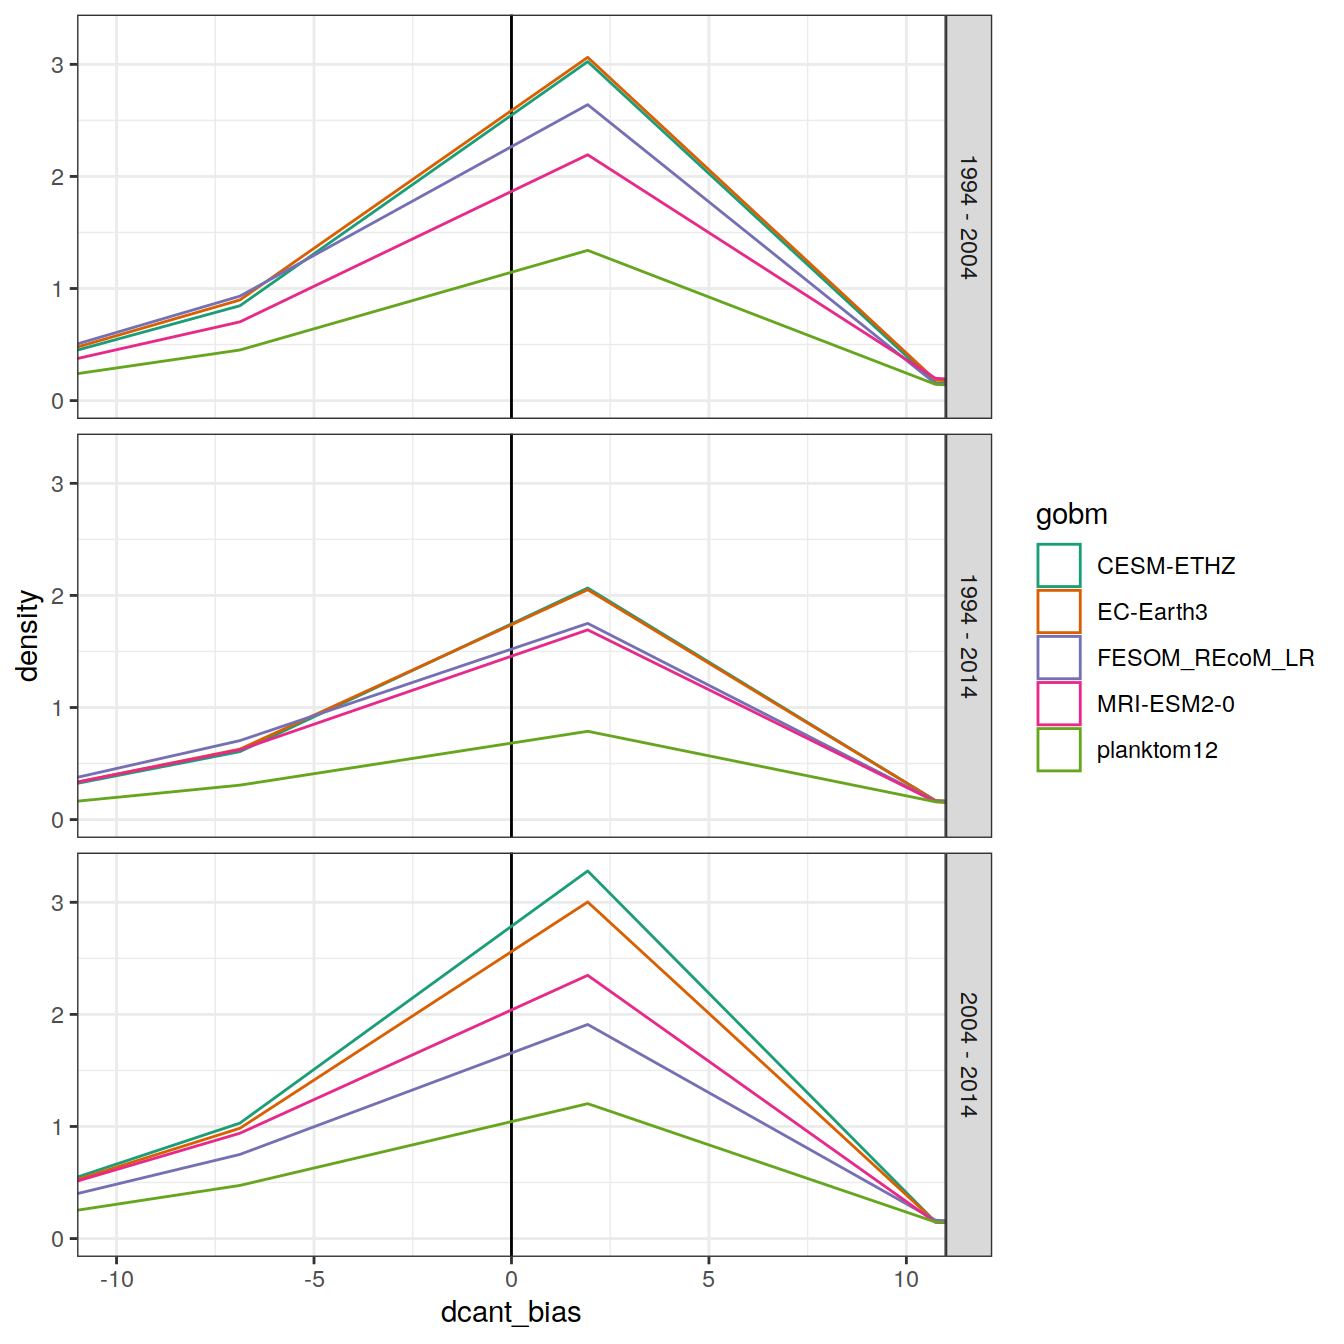 density
3
2
1
0
1994 - 2004
3
2
1
0
1994 - 2014
3
2
1
0
2004 - 2014
-10
-5
0
5
10
dcant_bias
gobm
CESM-ETHZ
EC-Earth3
FESOM_REcoM_LR
MRI-ESM2-0
planktom12